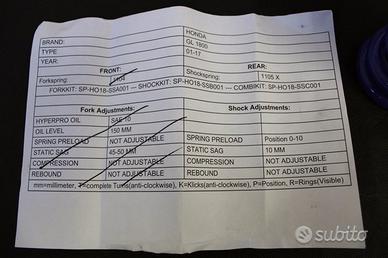 BRAND: HONDA
TYPE GL 1800
YEAR: 01-17
FRONT: REAR:
Forkspring: Shockspring: 1105 X
FORKKIT: SP-HO18-SSA001 --- SHOCKKIT: SP-HO18-SSB001 --- COMBIKIT: SP-HO18-SSC001
Fork Adjustments: Shock Adjustments:
HYPERPRO OIL SAE 10
OIL LEVEL 150 MM
SPRING PRELOAD NOT ADJUSTABLE SPRING PRELOAD Position 0-10
STATIC SAG 45-50 MM STATIC SAG 10 MM
COMPRESSION NOT ADJUSTABLE COMPRESSION NOT ADJUSTABLE
REBOUND NOT ADJUSTABLE REBOUND NOT ADJUSTABLE
mm=millimeter, T=complete Turns(anti-clockwise), K=Klicks(anti-clockwise), P=Position, R=Rings(Visible)
subito